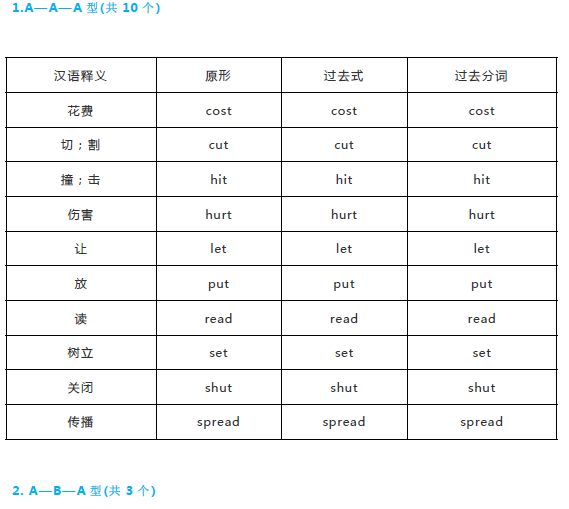 1.A—A—A 型(共 10 个)
汉语释义 原形 过去式 过去分词
花费 cost cost cost
切；割 cut cut cut
撞；击 hit hit hit
伤害 hurt hurt hurt
让 let let let
放 put put put
读 read read read
树立 set set set
关闭 shut shut shut
传播 spread spread spread
2. A—B—A 型(共 3 个)